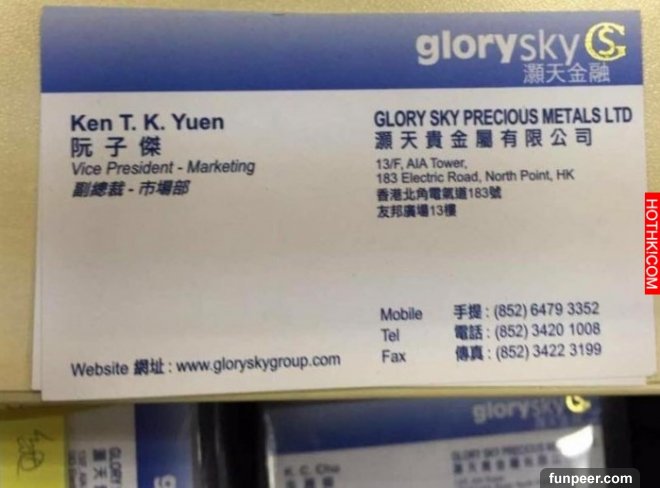 glorysky
灝天金融
Ken T. K. Yuen
阮子傑
Vice President - Marketing
副總裁 - 市場部
GLORY SKY PRECIOUS METALS LTD
灝天貴金屬有限公司
13/F, AIA Tower,
183 Electric Road, North Point, HK
香港北角電氣道183號
友邦廣場13樓
Mobile 手提 : (852) 6479 3352
Tel 電話 : (852) 3420 1008
Fax 傳真 : (852) 3422 3199
Website 網址 : www.gloryskygroup.com
HOTHK!COM
glorysky
K. C. Chu
funpeer.com